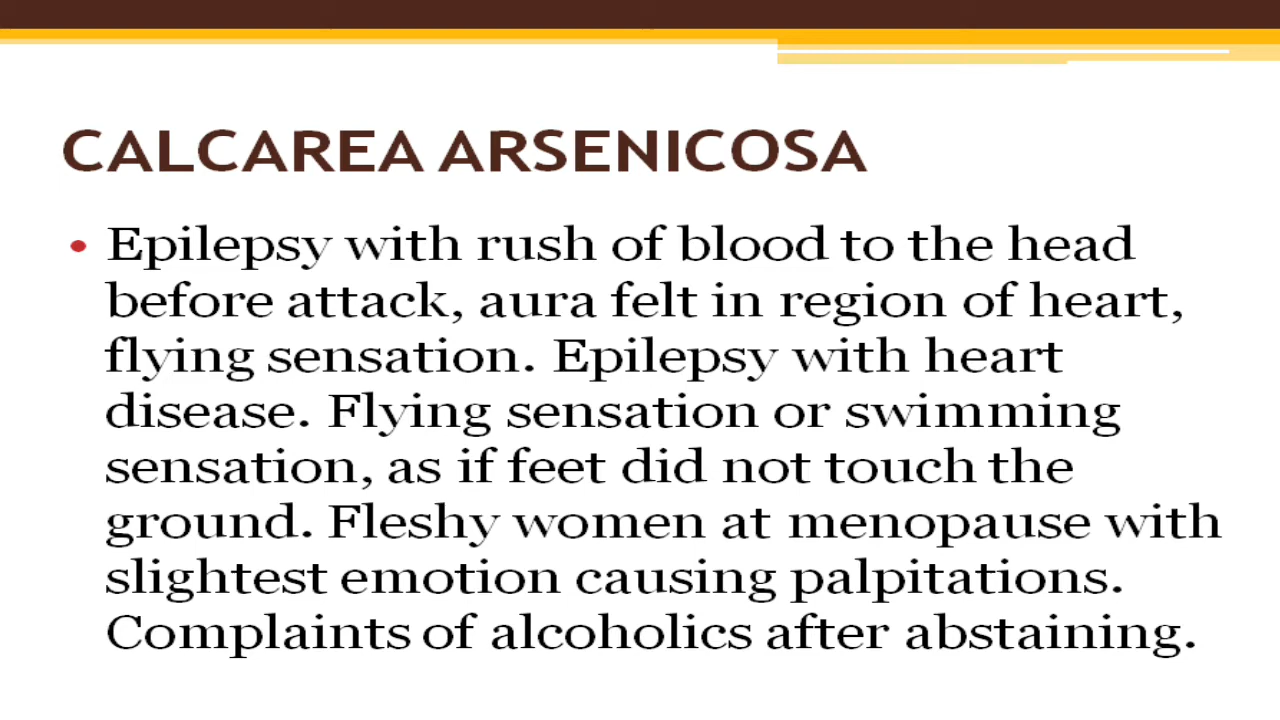 CALCAREA ARSENICOSA
• Epilepsy with rush of blood to the head
before attack, aura felt in region of heart,
flying sensation. Epilepsy with heart
disease. Flying sensation or swimming
sensation, as if feet did not touch the
ground. Fleshy women at menopause with
slightest emotion causing palpitations.
Complaints of alcoholics after abstaining.